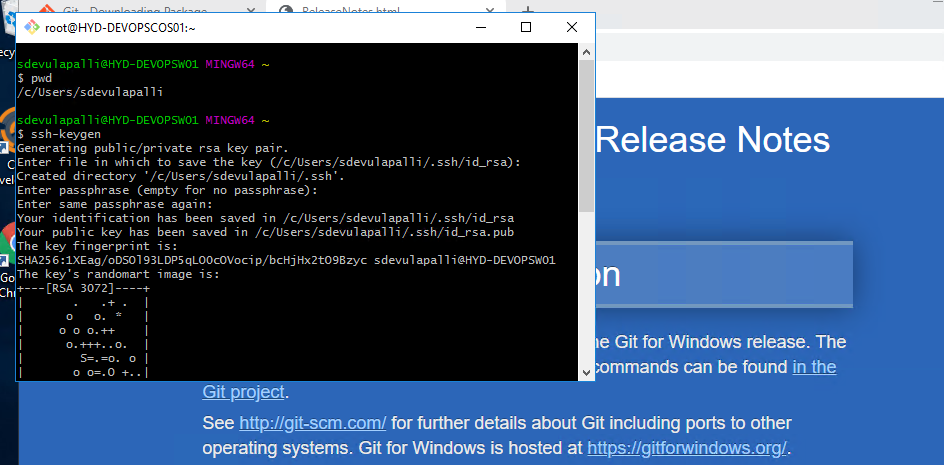 Git - Downloading Package
ReleaseNotes.html
root@HYD-DEVOPSCOS01:~
sdevulapalli@HYD-DEVOPSW01 MINGW64 ~
$ pwd
/c/Users/sdevulapalli
sdevulapalli@HYD-DEVOPSW01 MINGW64 ~
$ ssh-keygen
Generating public/private rsa key pair.
Enter file in which to save the key (/c/Users/sdevulapalli/.ssh/id_rsa):
Created directory '/c/Users/sdevulapalli/.ssh'.
Enter passphrase (empty for no passphrase):
Enter same passphrase again:
Your identification has been saved in /c/Users/sdevulapalli/.ssh/id_rsa
Your public key has been saved in /c/Users/sdevulapalli/.ssh/id_rsa.pub
The key fingerprint is:
SHA256:1XEag/oDSOl93LDP5qLOOcOVocip/bcHjHx2tO9Bzyc sdevulapalli@HYD-DEVOPSW01
The key's randomart image is:
+---[RSA 3072]----+
|       .   .+ .  |
|      o   o. *   |
|     o o o.++    |
|      o.+++..o.  |
|        S=.=o. o |
|       o o=.O +..|
Release Notes
on
he Git for Windows release. The
commands can be found in the
Git project.
See http://git-scm.com/ for further details about Git including ports to other
operating systems. Git for Windows is hosted at https://gitforwindows.org/.